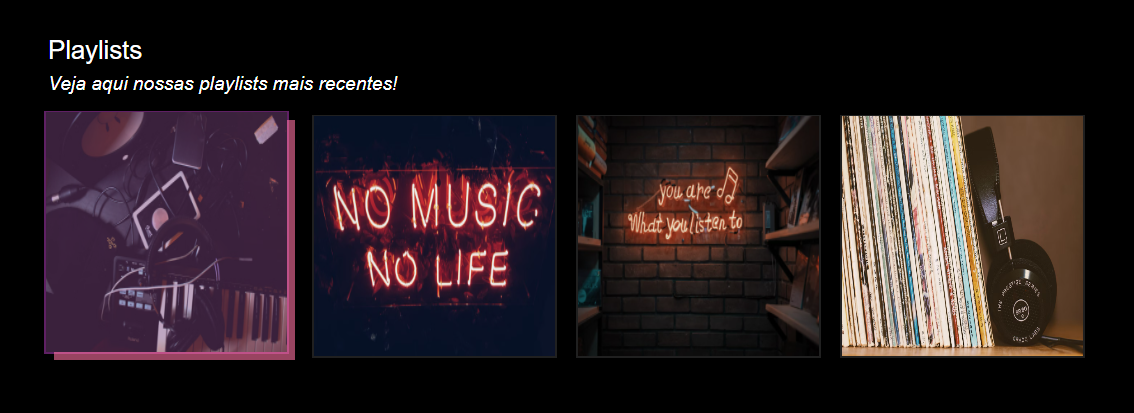 Playlists
Veja aqui nossas playlists mais recentes!
NO MUSIC
NO LIFE
you are
What you listen to